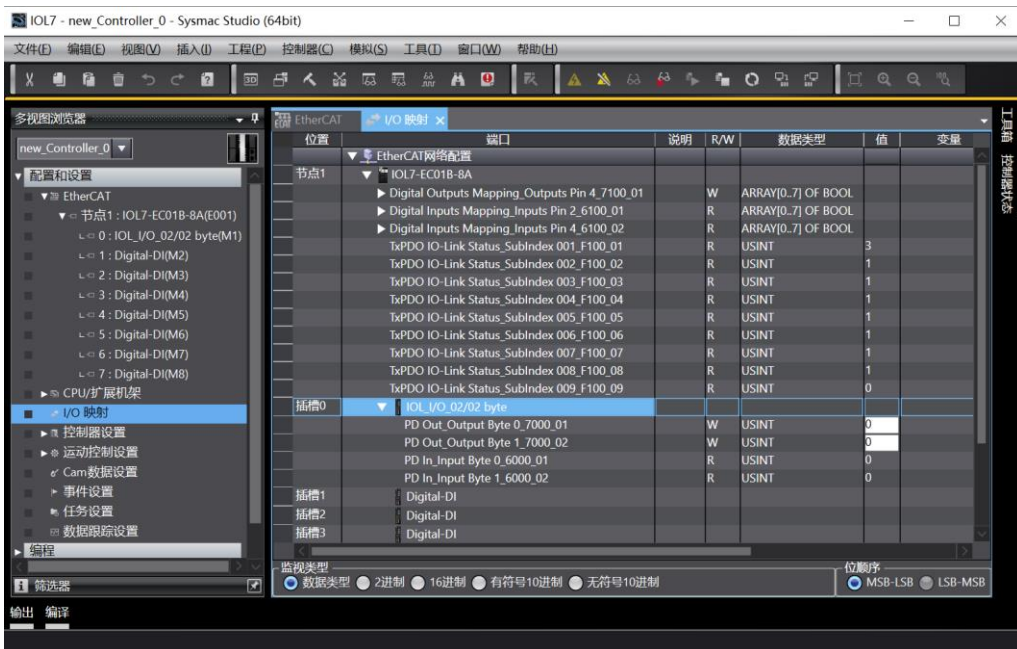 IOL7 - new_Controller_0 - Sysmac Studio (64bit)
文件(F) 编辑(E) 视图(V) 插入(I) 工程(P) 控制器(C) 模拟(S) 工具(T) 窗口(W) 帮助(H)
多视图浏览器
new_Controller_0
配置和设置
EtherCAT
节点1 : IOL7-EC01B-8A(E001)
0 : IOL_I/O_02/02 byte(M1)
1 : Digital-DI(M2)
2 : Digital-DI(M3)
3 : Digital-DI(M4)
4 : Digital-DI(M5)
5 : Digital-DI(M6)
6 : Digital-DI(M7)
7 : Digital-DI(M8)
CPU/扩展机架
I/O 映射
控制器设置
运动控制设置
Cam数据设置
事件设置
任务设置
数据跟踪设置
编程
筛选器
EtherCAT I/O 映射
位置 端口 说明 R/W 数据类型 值 变量
EtherCAT网络配置
节点1 IOL7-EC01B-8A
Digital Outputs Mapping_Outputs Pin 4_7100_01 W ARRAY[0..7] OF BOOL
Digital Inputs Mapping_Inputs Pin 2_6100_01 R ARRAY[0..7] OF BOOL
Digital Inputs Mapping_Inputs Pin 4_6100_02 R ARRAY[0..7] OF BOOL
TxPDO IO-Link Status_SubIndex 001_F100_01 R USINT 3
TxPDO IO-Link Status_SubIndex 002_F100_02 R USINT 1
TxPDO IO-Link Status_SubIndex 003_F100_03 R USINT 1
TxPDO IO-Link Status_SubIndex 004_F100_04 R USINT 1
TxPDO IO-Link Status_SubIndex 005_F100_05 R USINT 1
TxPDO IO-Link Status_SubIndex 006_F100_06 R USINT 1
TxPDO IO-Link Status_SubIndex 007_F100_07 R USINT 1
TxPDO IO-Link Status_SubIndex 008_F100_08 R USINT 1
TxPDO IO-Link Status_SubIndex 009_F100_09 R USINT 0
插槽0 IOL_I/O_02/02 byte
PD Out_Output Byte 0_7000_01 W USINT 0
PD Out_Output Byte 1_7000_02 W USINT 0
PD In_Input Byte 0_6000_01 R USINT 0
PD In_Input Byte 1_6000_02 R USINT 0
插槽1 Digital-DI
插槽2 Digital-DI
插槽3 Digital-DI
监视类型
数据类型 2进制 16进制 有符号10进制 无符号10进制
位顺序
MSB-LSB LSB-MSB
工具箱
控制器状态
输出 编译